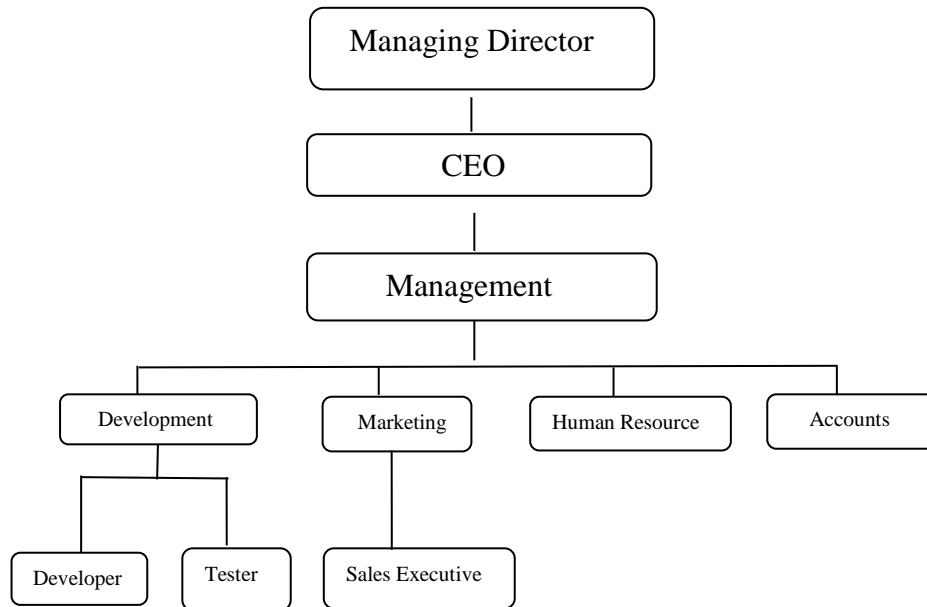 Managing Director
CEO
Management
Development
Marketing
Human Resource
Accounts
Developer
Tester
Sales Executive